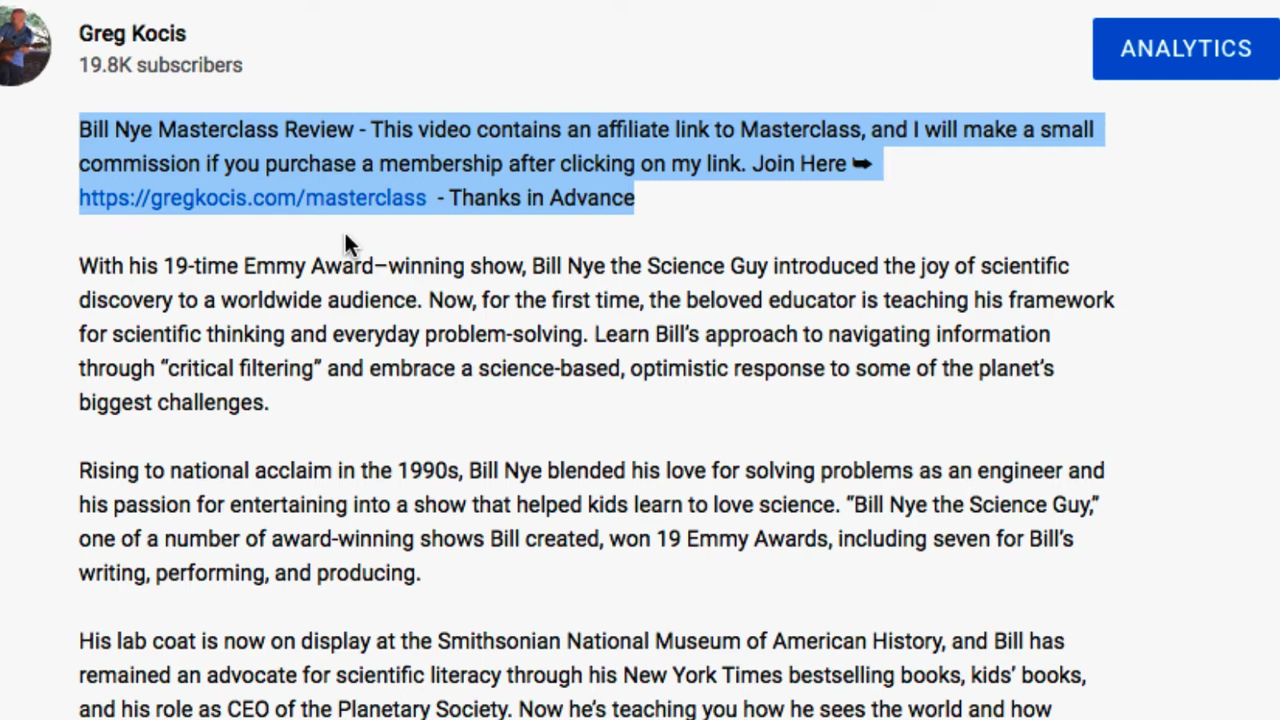 Greg Kocis
19.8K subscribers
ANALYTICS
Bill Nye Masterclass Review - This video contains an affiliate link to Masterclass, and I will make a small
commission if you purchase a membership after clicking on my link. Join Here ➥
https://gregkocis.com/masterclass - Thanks in Advance
With his 19-time Emmy Award–winning show, Bill Nye the Science Guy introduced the joy of scientific
discovery to a worldwide audience. Now, for the first time, the beloved educator is teaching his framework
for scientific thinking and everyday problem-solving. Learn Bill’s approach to navigating information
through “critical filtering” and embrace a science-based, optimistic response to some of the planet’s
biggest challenges.
Rising to national acclaim in the 1990s, Bill Nye blended his love for solving problems as an engineer and
his passion for entertaining into a show that helped kids learn to love science. “Bill Nye the Science Guy,”
one of a number of award-winning shows Bill created, won 19 Emmy Awards, including seven for Bill’s
writing, performing, and producing.
His lab coat is now on display at the Smithsonian National Museum of American History, and Bill has
remained an advocate for scientific literacy through his New York Times bestselling books, kids’ books,
and his role as CEO of the Planetary Society. Now he’s teaching you how he sees the world and how